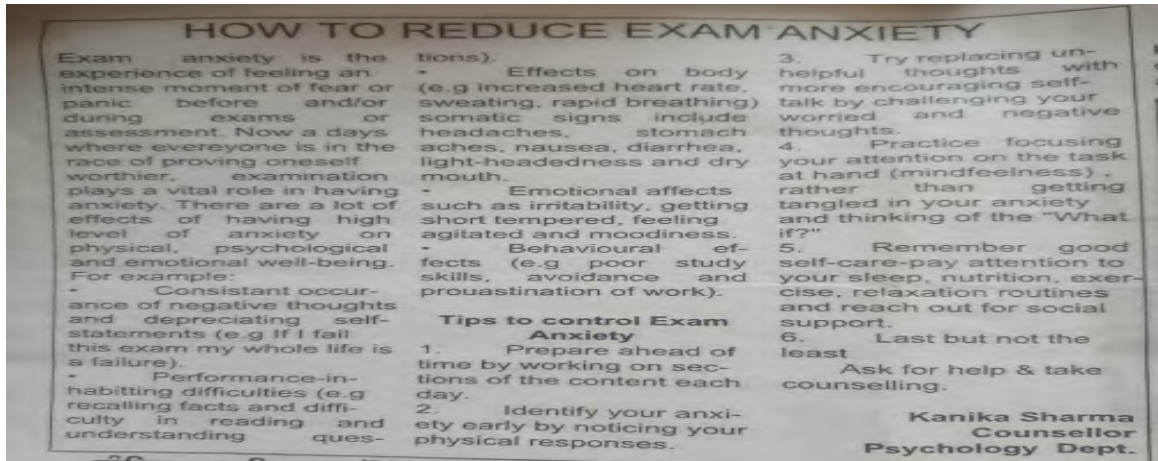 HOW TO REDUCE EXAM ANXIETY
Exam anxiety is the
experience of feeling an
intense moment of fear or
panic before and/or
during exams or
assessment. Now a days
where evereyone is in the
race of proving oneself
worthier, examination
plays a vital role in having
anxiety. There are a lot of
effects of having high
level of anxiety on
physical, psychological
and emotional well-being.
For example:
- Consistant occur-
ance of negative thoughts
and depreciating self-
statements (e.g If I fail
this exam my whole life is
a failure).
- Performance-in-
habitting difficulties (e.g
recalling facts and diffi-
culty in reading and
understanding ques-
tions).
- Effects on body
(e.g increased heart rate,
sweating, rapid breathing)
somatic signs include
headaches, stomach
aches, nausea, diarrhea,
light-headedness and dry
mouth.
- Emotional affects
such as irritability, getting
short tempered, feeling
agitated and moodiness.
- Behavioural ef-
fects (e.g poor study
skills, avoidance and
prouastination of work).
Tips to control Exam
Anxiety
1. Prepare ahead of
time by working on sec-
tions of the content each
day.
2. Identify your anxi-
ety early by noticing your
physical responses.
3. Try replacing un-
helpful thoughts with
more encouraging self-
talk by challenging your
worried and negative
thoughts.
4. Practice focusing
your attention on the task
at hand (mindfeelness) ,
rather than getting
tangled in your anxiety
and thinking of the "What
if?"
5. Remember good
self-care-pay attention to
your sleep, nutrition, exer-
cise, relaxation routines
and reach out for social
support.
6. Last but not the
least
Ask for help & take
counselling.
Kanika Sharma
Counsellor
Psychology Dept.